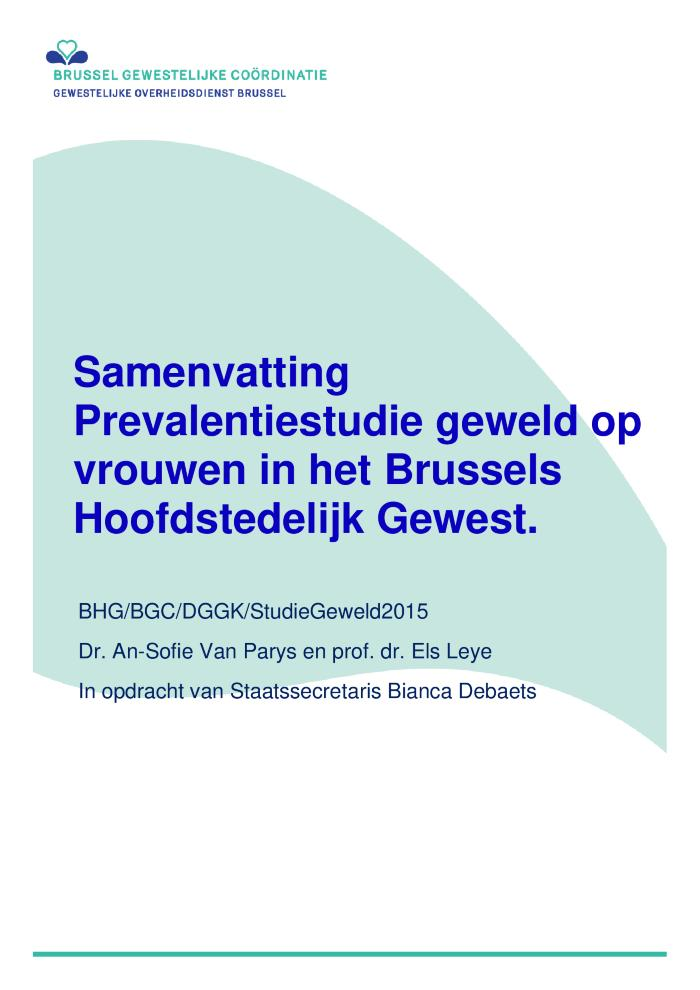 BRUSSEL GEWESTELIJKE COÖRDINATIE
GEWESTELIJKE OVERHEIDSDIENST BRUSSEL
Samenvatting
Prevalentiestudie geweld op
vrouwen in het Brussels
Hoofdstedelijk Gewest.
BHG/BGC/DGGK/StudieGeweld2015
Dr. An-Sofie Van Parys en prof. dr. Els Leye
In opdracht van Staatssecretaris Bianca Debaets